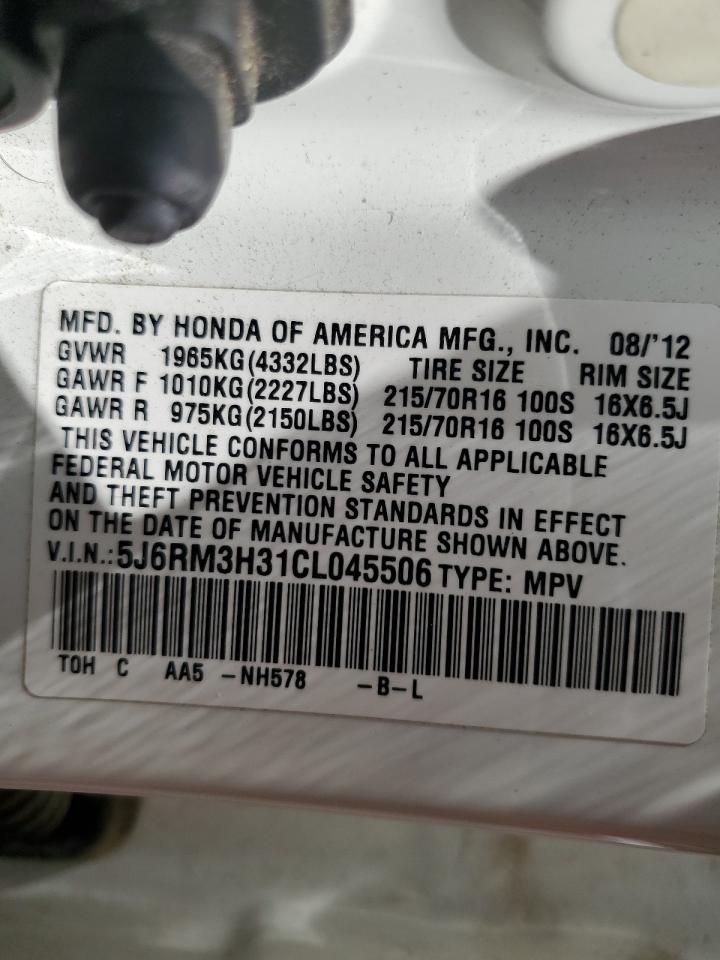 MFD. BY HONDA OF AMERICA MFG., INC. 08/'12
GVWR 1965KG(4332LBS) TIRE SIZE RIM SIZE
GAWR F 1010KG(2227LBS) 215/70R16 100S 16X6.5J
GAWR R 975KG(2150LBS) 215/70R16 100S 16X6.5J
THIS VEHICLE CONFORMS TO ALL APPLICABLE
FEDERAL MOTOR VEHICLE SAFETY
AND THEFT PREVENTION STANDARDS IN EFFECT
ON THE DATE OF MANUFACTURE SHOWN ABOVE.
V.I.N.: 5J6RM3H31CL045506 TYPE: MPV
TOH C AA5 -NH578 -B-L